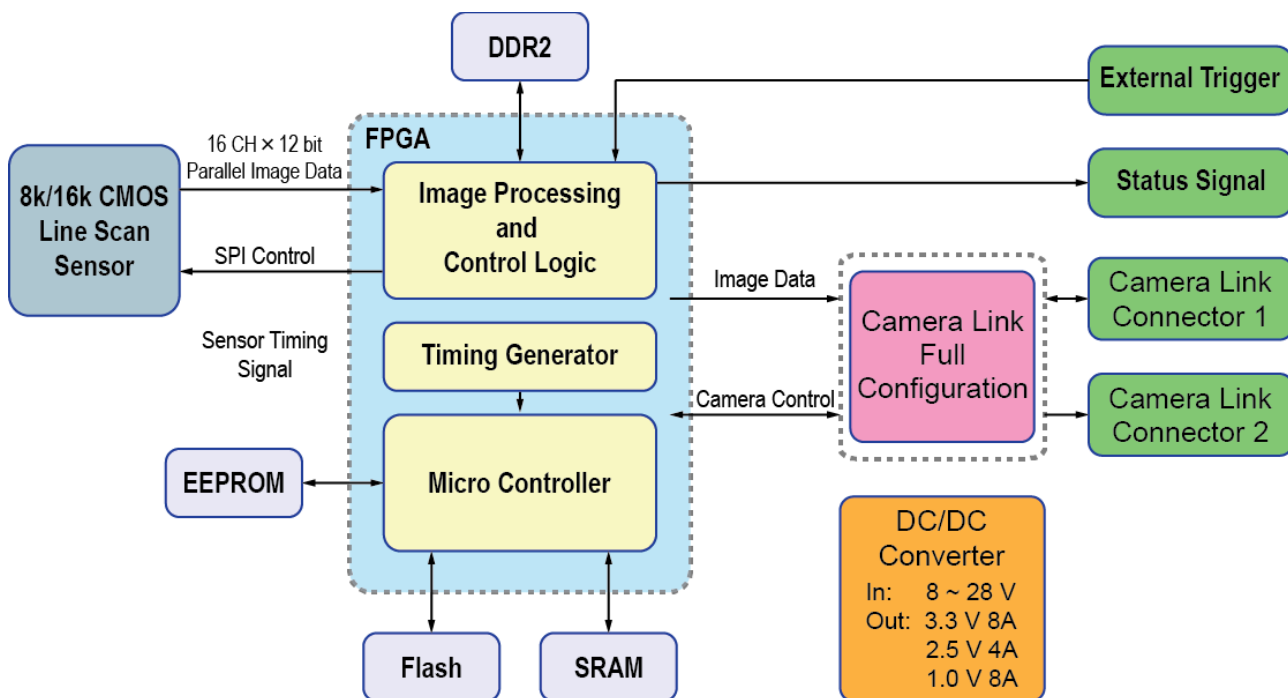 DDR2
External Trigger
16 CH × 12 bit
Parallel Image Data
FPGA
8k/16k CMOS
Line Scan
Sensor
Image Processing
and
Control Logic
Status Signal
SPI Control
Image Data
Camera Link
Connector 1
Camera Link
Full
Configuration
Sensor Timing
Signal
Timing Generator
Camera Control
Camera Link
Connector 2
EEPROM
Micro Controller
DC/DC
Converter
In: 8 ~ 28 V
Out: 3.3 V 8A
2.5 V 4A
1.0 V 8A
Flash
SRAM